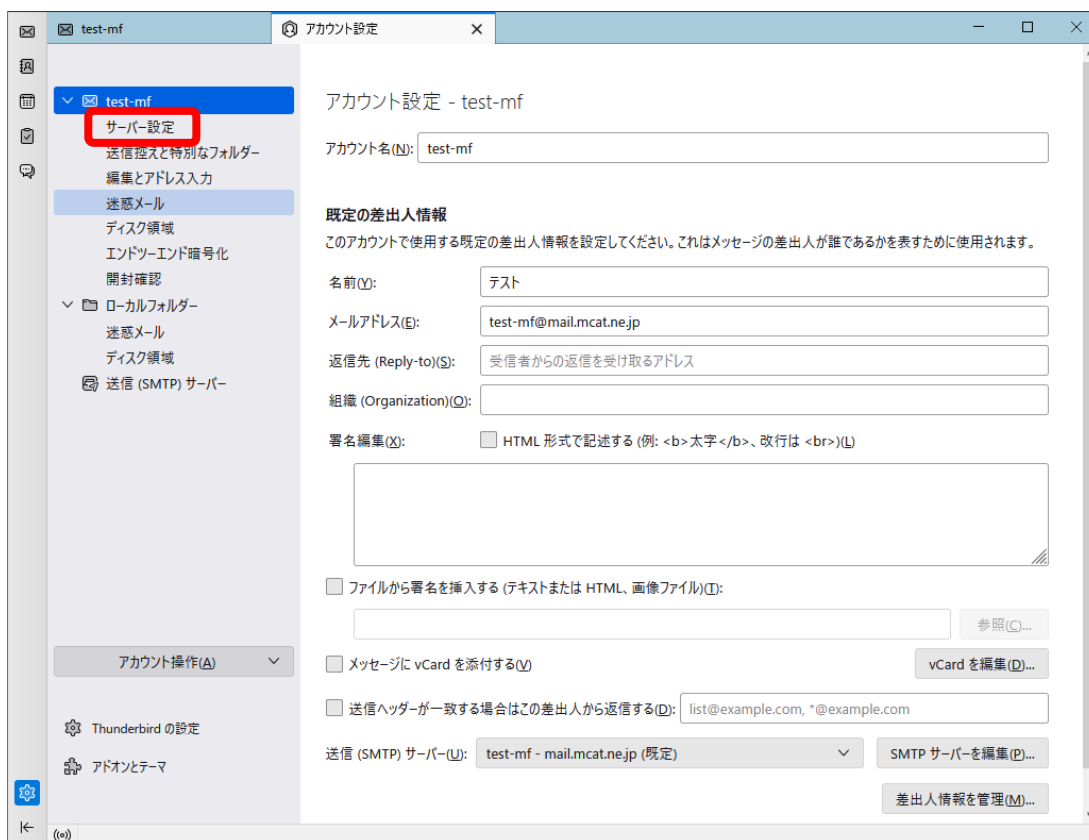 test-mf
アカウント設定
test-mf
サーバー設定
送信控えと特別なフォルダー
編集とアドレス入力
迷惑メール
ディスク領域
エンドツーエンド暗号化
開封確認
ローカルフォルダー
迷惑メール
ディスク領域
送信 (SMTP) サーバー
アカウント操作(A)
Thunderbird の設定
アドオンとテーマ
アカウント設定 - test-mf
アカウント名(N): test-mf
既定の差出人情報
このアカウントで使用する既定の差出人情報を設定してください。これはメッセージの差出人が誰であるかを表すために使用されます。
名前(Y): テスト
メールアドレス(E): test-mf@mail.mcat.ne.jp
返信先 (Reply-to)(S): 受信者からの返信を受け取るアドレス
組織 (Organization)(O):
署名編集(X): HTML 形式で記述する (例: <b>太字</b>、改行は <br>)(L)
ファイルから署名を挿入する (テキストまたは HTML、画像ファイル)(T):
参照(C)...
メッセージに vCard を添付する(V) vCard を編集(D)...
送信ヘッダーが一致する場合はこの差出人から返信する(D): list@example.com, *@example.com
送信 (SMTP) サーバー(U): test-mf - mail.mcat.ne.jp (既定) SMTP サーバーを編集(P)...
差出人情報を管理(M)...